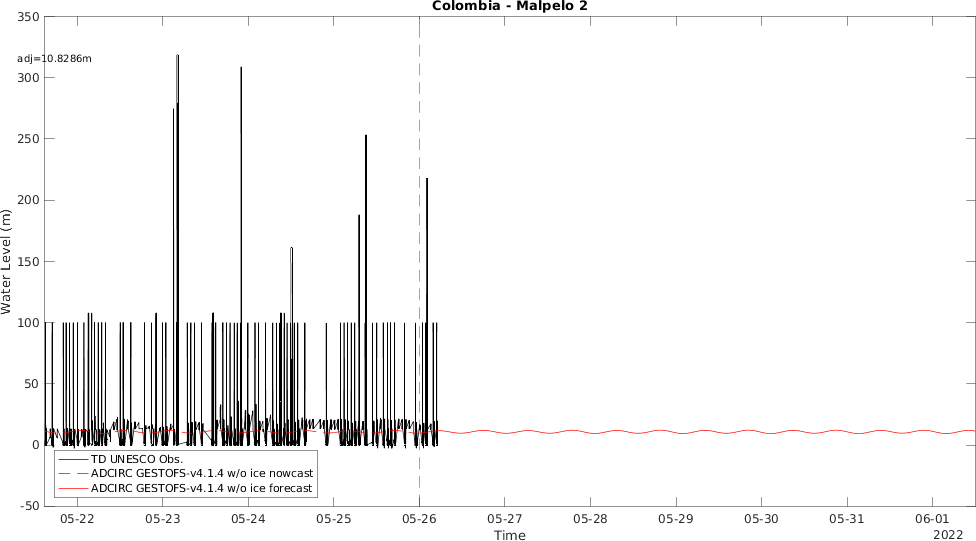 Colombia - Malpelo 2
adj=10.8286m
350
300
250
200
150
100
50
0
-50
Water Level (m)
TD UNESCO Obs.
ADCIRC GESTOFS-v4.1.4 w/o ice nowcast
ADCIRC GESTOFS-v4.1.4 w/o ice forecast
05-22 05-23 05-24 05-25 05-26 05-27 05-28 05-29 05-30 05-31 06-01
Time
2022